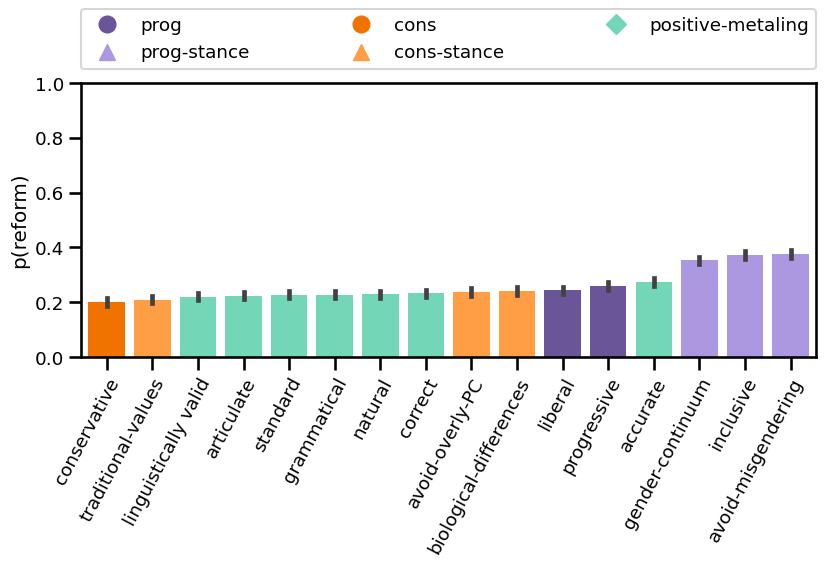 prog
cons
positive-metaling
prog-stance
cons-stance
p(reform)
1.0
0.8
0.6
0.4
0.2
0.0
conservative
traditional-values
linguistically valid
articulate
standard
grammatical
natural
correct
avoid-overly-PC
biological-differences
liberal
progressive
accurate
gender-continuum
inclusive
avoid-misgendering